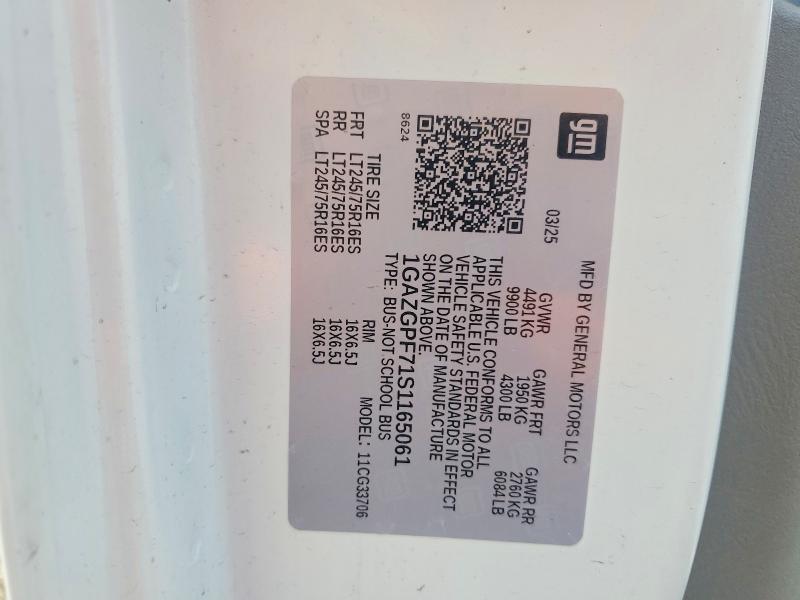 gm
MFD BY GENERAL MOTORS LLC
03/25
GVWR GAWR FRT GAWR RR
4491 KG 1950 KG 2760 KG
9900 LB 4300 LB 6084 LB
THIS VEHICLE CONFORMS TO ALL
APPLICABLE U.S. FEDERAL MOTOR
VEHICLE SAFETY STANDARDS IN EFFECT
ON THE DATE OF MANUFACTURE
SHOWN ABOVE.
1GAZGPF71S1165061
TYPE: BUS-NOT SCHOOL BUS
8624
MODEL: 11CG33706
TIRE SIZE RIM
FRT LT245/75R16ES 16X6.5J
RR LT245/75R16ES 16X6.5J
SPA LT245/75R16ES 16X6.5J